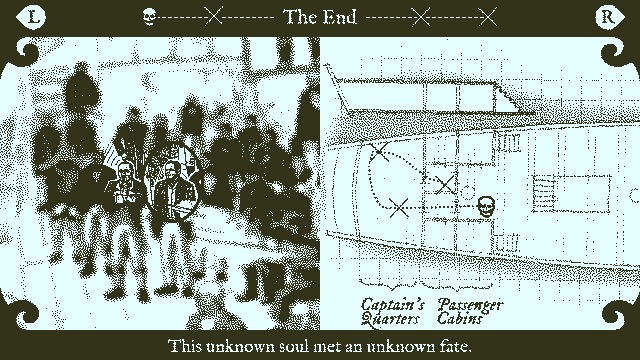 L
The End
R
Captain's
Quarters
Passenger
Cabins
This unknown soul met an unknown fate.